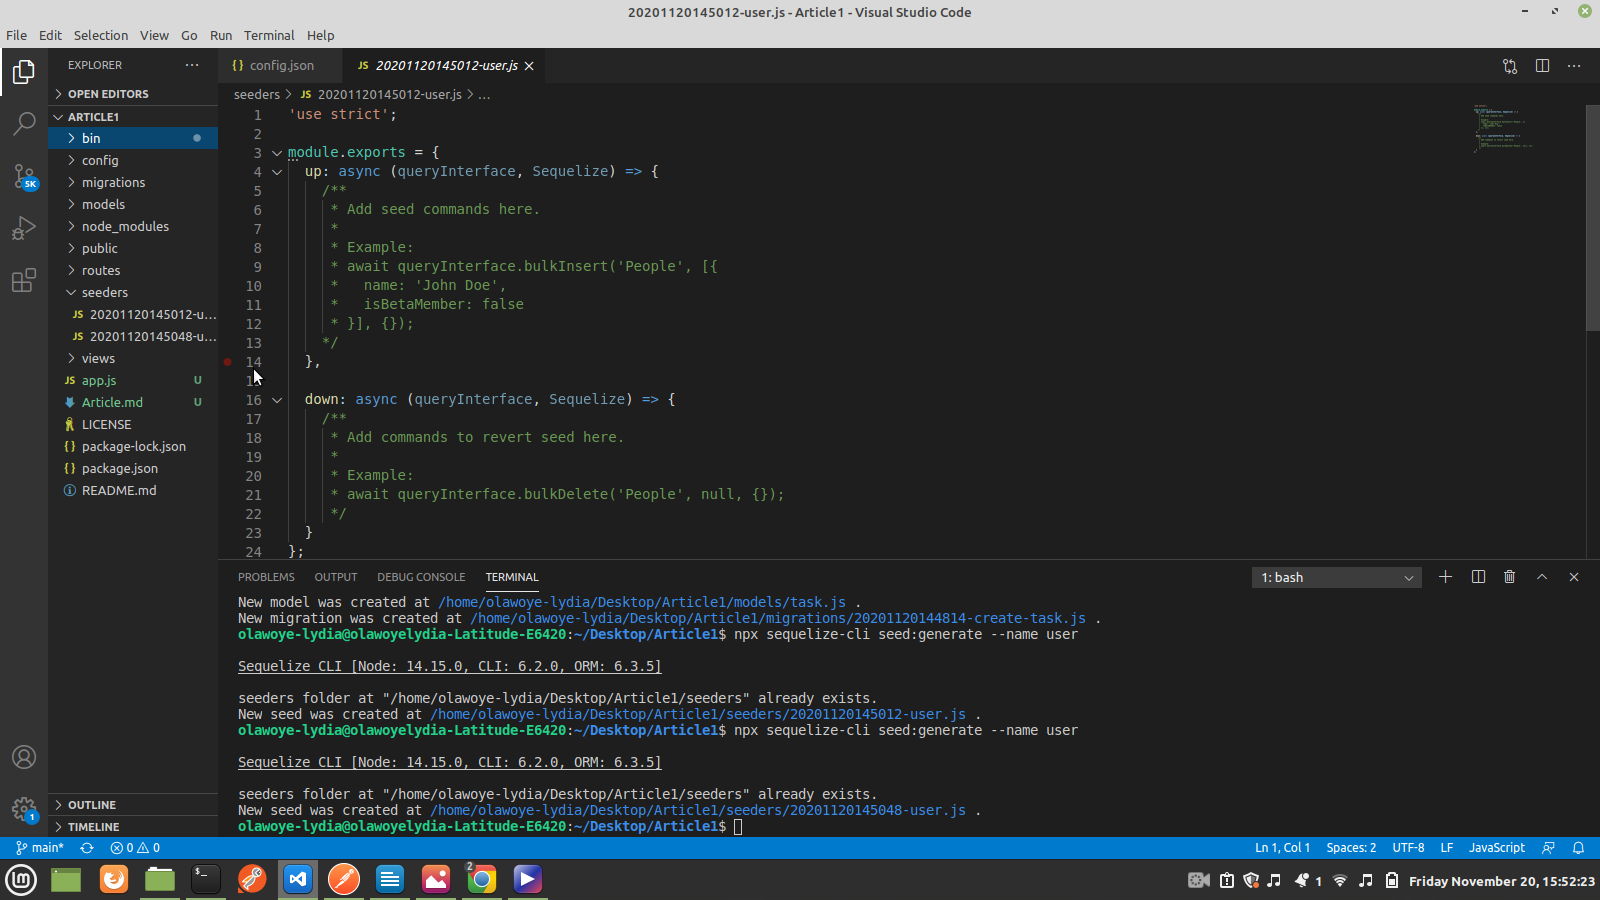 20201120145012-user.js - Article1 - Visual Studio Code
File Edit Selection View Go Run Terminal Help
EXPLORER ...
{} config.json
JS 20201120145012-user.js ×
OPEN EDITORS
seeders > JS 20201120145012-user.js > ...
ARTICLE1
bin
config
migrations
models
node_modules
public
routes
seeders
JS 20201120145012-u...
JS 20201120145048-u...
views
JS app.js U
Article.md U
LICENSE
{} package-lock.json
{} package.json
README.md
OUTLINE
TIMELINE
SK
1
1 'use strict';
2
3 module.exports = {
4 up: async (queryInterface, Sequelize) => {
5 /**
6 * Add seed commands here.
7 *
8 * Example:
9 * await queryInterface.bulkInsert('People', [{
10 *   name: 'John Doe',
11 *   isBetaMember: false
12 * }], {});
13 */
14 },
16 down: async (queryInterface, Sequelize) => {
17 /**
18 * Add commands to revert seed here.
19 *
20 * Example:
21 * await queryInterface.bulkDelete('People', null, {});
22 */
23 }
24 };
PROBLEMS OUTPUT DEBUG CONSOLE TERMINAL 1: bash
New model was created at /home/olawoye-lydia/Desktop/Article1/models/task.js .
New migration was created at /home/olawoye-lydia/Desktop/Article1/migrations/20201120144814-create-task.js .
olawoye-lydia@olawoyelydia-Latitude-E6420:~/Desktop/Article1$ npx sequelize-cli seed:generate --name user
Sequelize CLI [Node: 14.15.0, CLI: 6.2.0, ORM: 6.3.5]
seeders folder at "/home/olawoye-lydia/Desktop/Article1/seeders" already exists.
New seed was created at /home/olawoye-lydia/Desktop/Article1/seeders/20201120145012-user.js .
olawoye-lydia@olawoyelydia-Latitude-E6420:~/Desktop/Article1$ npx sequelize-cli seed:generate --name user
Sequelize CLI [Node: 14.15.0, CLI: 6.2.0, ORM: 6.3.5]
seeders folder at "/home/olawoye-lydia/Desktop/Article1/seeders" already exists.
New seed was created at /home/olawoye-lydia/Desktop/Article1/seeders/20201120145048-user.js .
olawoye-lydia@olawoyelydia-Latitude-E6420:~/Desktop/Article1$
main* 0 0 Ln 1, Col 1 Spaces: 2 UTF-8 LF JavaScript
2 1 Friday November 20, 15:52:23